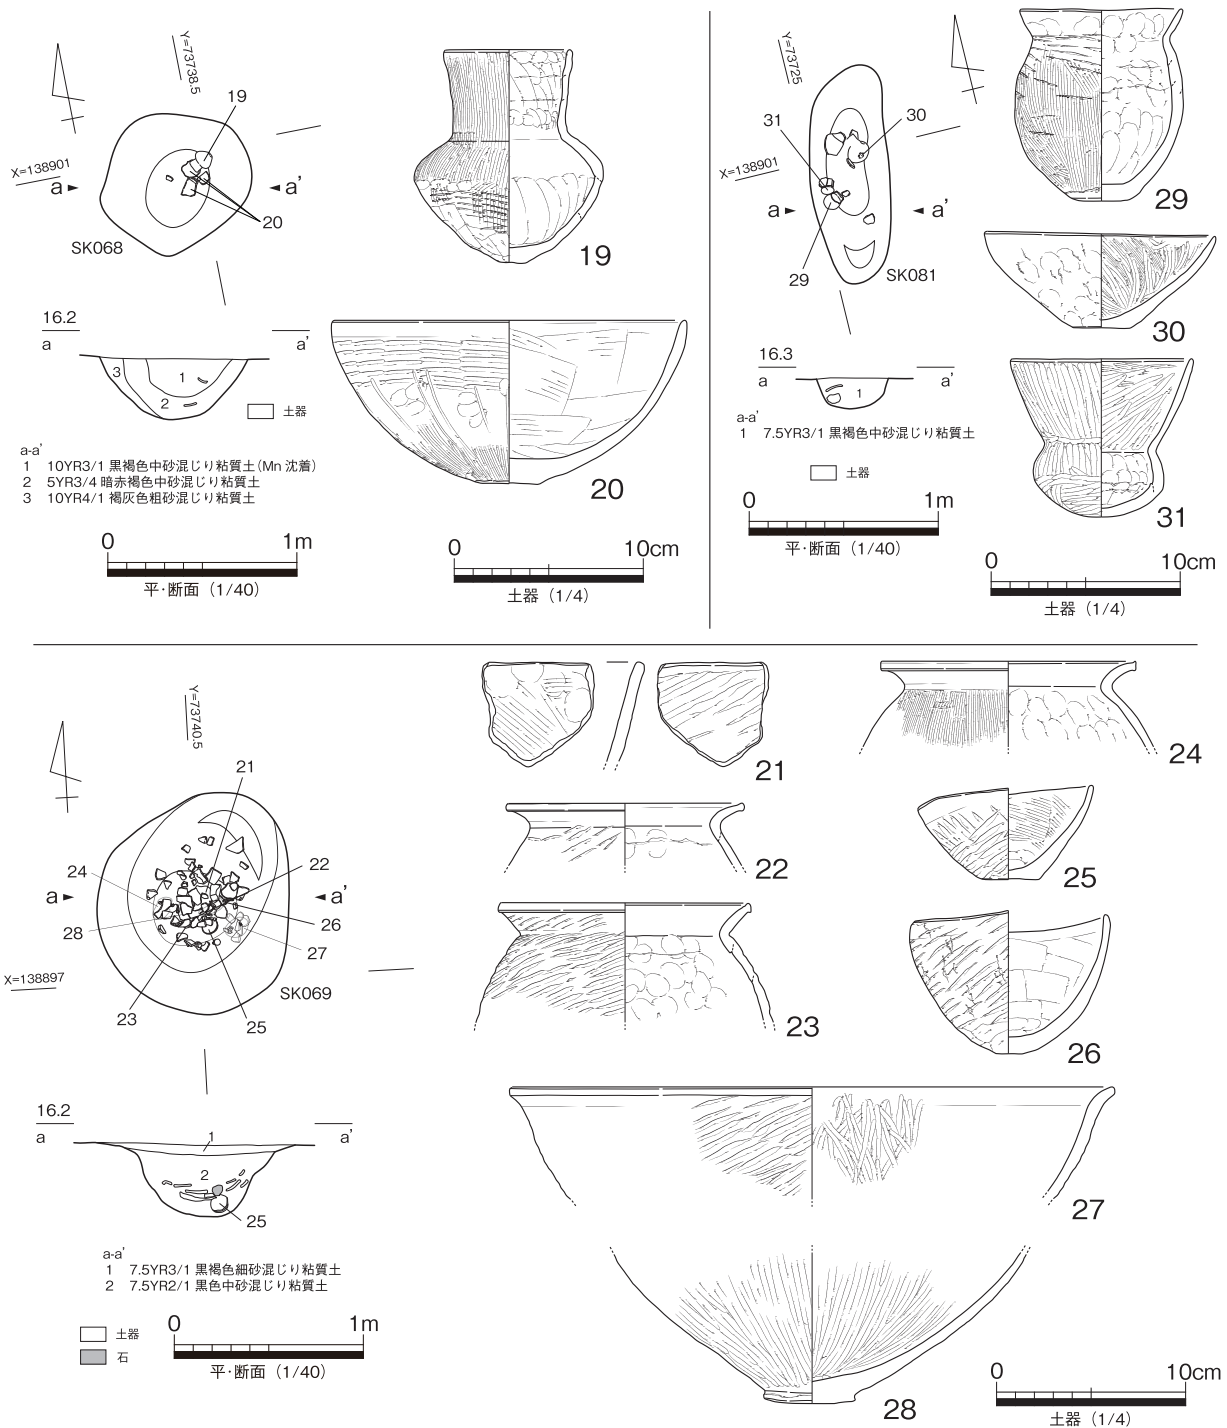 Y=73738.5
19
X=138901
a
a'
20
SK068
16.2
a
a'
3
1
2
土器
a-a'
1 10YR3/1 黒褐色中砂混じり粘質土(Mn 沈着)
2 5YR3/4 暗赤褐色中砂混じり粘質土
3 10YR4/1 褐灰色粗砂混じり粘質土
0 1m
平・断面（1/40）
19
20
0 10cm
土器（1/4）
Y=73725
30
31
X=138901
a
a'
29
SK081
16.3
a
a'
1
a-a'
1 7.5YR3/1 黒褐色中砂混じり粘質土
土器
0 1m
平・断面（1/40）
29
30
31
0 10cm
土器（1/4）
Y=73740.5
21
24
22
a
a'
28
26
27
X=138897
SK069
23
25
16.2
a
a'
1
2
25
a-a'
1 7.5YR3/1 黒褐色細砂混じり粘質土
2 7.5YR2/1 黒色中砂混じり粘質土
土器
石
0 1m
平・断面（1/40）
21
24
22
25
23
26
27
28
0 10cm
土器（1/4）